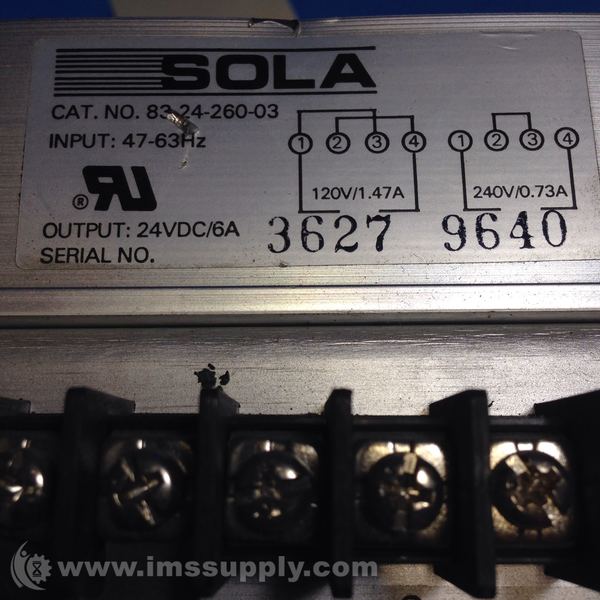 SOLA
CAT. NO. 83-24-260-03
INPUT: 47-63Hz
1 2 3 4
120V/1.47A
1 2 3 4
240V/0.73A
® RU
OUTPUT: 24VDC/6A
SERIAL NO.
3627 9640
www.imssupply.com